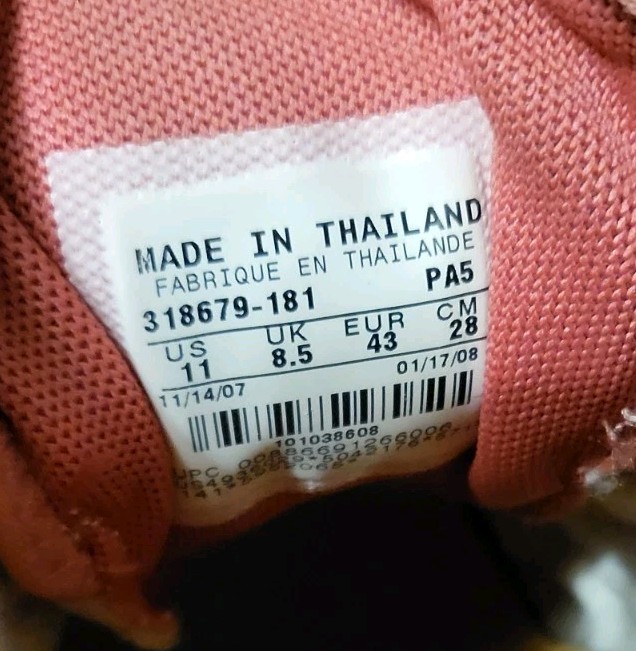 MADE IN THAILAND
FABRIQUE EN THAILANDE
318679-181 PA5
US UK EUR CM
11 8.5 43 28
11/14/07 01/17/08
101038608
UPC